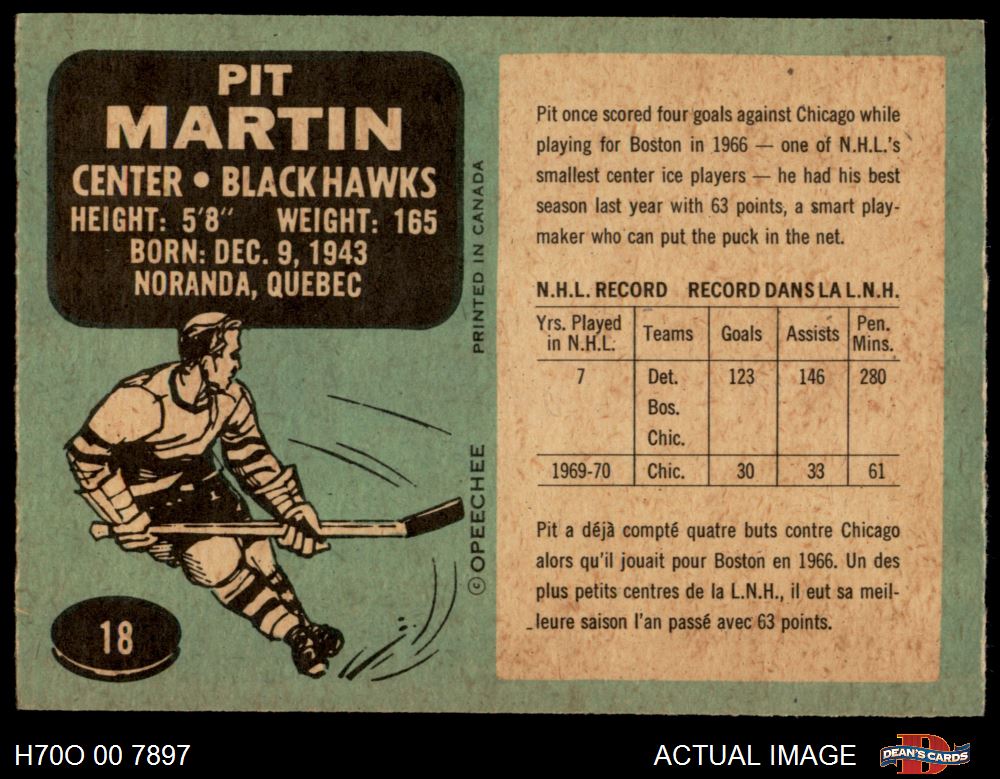 PIT
MARTIN
CENTER • BLACK HAWKS
HEIGHT: 5'8" WEIGHT: 165
BORN: DEC. 9, 1943
NORANDA, QUEBEC
18
PRINTED IN CANADA
© OPEECHEE
Pit once scored four goals against Chicago while
playing for Boston in 1966 — one of N.H.L.'s
smallest center ice players — he had his best
season last year with 63 points, a smart play-
maker who can put the puck in the net.
N.H.L. RECORD RECORD DANS LA L.N.H.
Yrs. Played in N.H.L. Teams Goals Assists Pen. Mins.
7 Det. 123 146 280
Bos.
Chic.
1969-70 Chic. 30 33 61
Pit a déjà compté quatre buts contre Chicago
alors qu'il jouait pour Boston en 1966. Un des
plus petits centres de la L.N.H., il eut sa meil-
leure saison l'an passé avec 63 points.
H70O 00 7897
ACTUAL IMAGE
DEAN'S CARDS